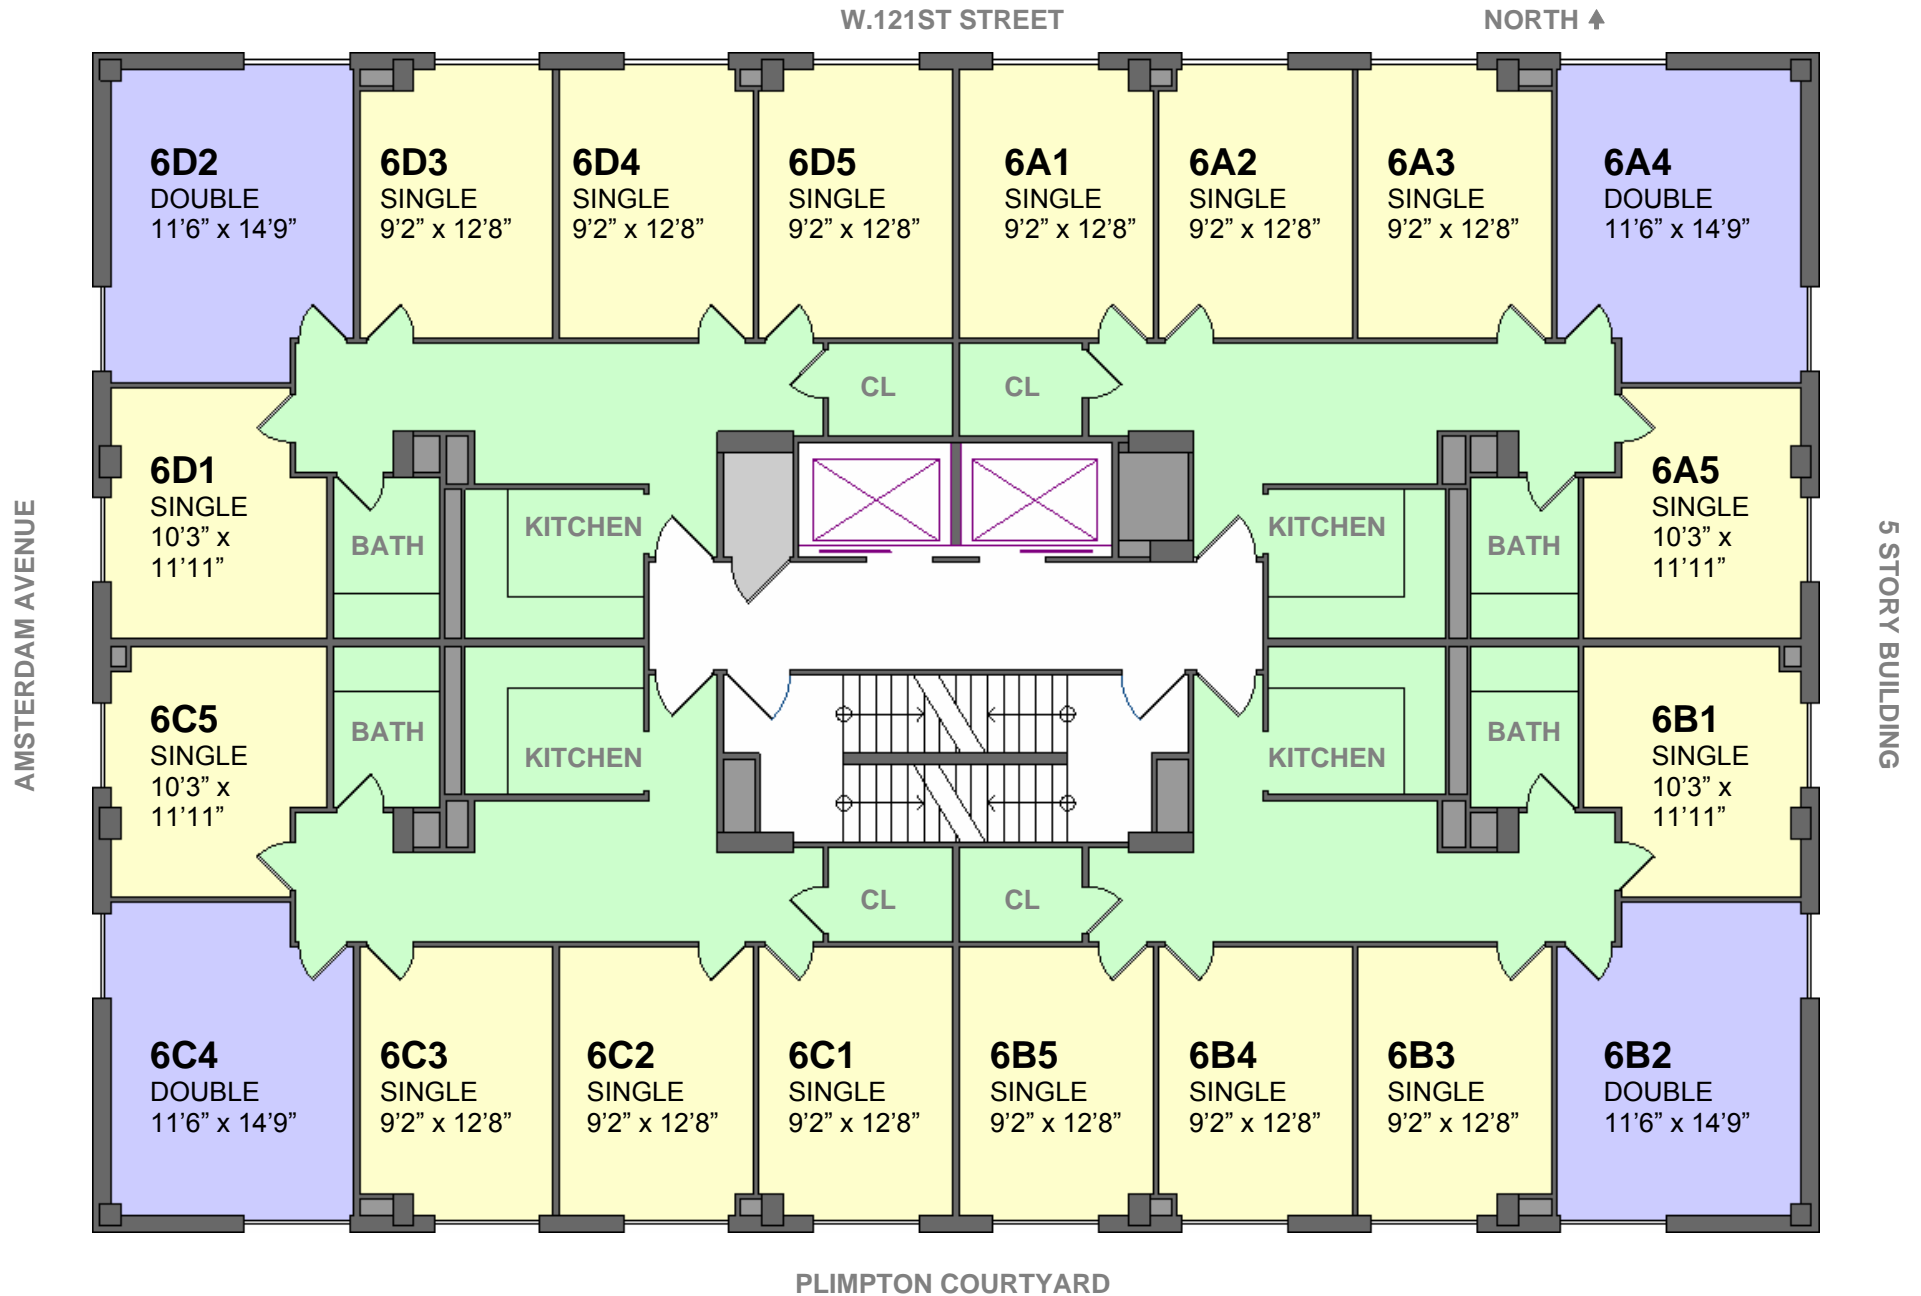 W.121ST STREET
NORTH
6D2
DOUBLE
11’6” x 14’9”
6D3
SINGLE
9’2” x 12’8”
6D4
SINGLE
9’2” x 12’8”
6D5
SINGLE
9’2” x 12’8”
6A1
SINGLE
9’2” x 12’8”
6A2
SINGLE
9’2” x 12’8”
6A3
SINGLE
9’2” x 12’8”
6A4
DOUBLE
11’6” x 14’9”
CL
CL
6D1
SINGLE
10’3” x
11’11”
BATH
KITCHEN
KITCHEN
BATH
6A5
SINGLE
10’3” x
11’11”
AMSTERDAM AVENUE
5 STORY BUILDING
6C5
SINGLE
10’3” x
11’11”
BATH
KITCHEN
KITCHEN
BATH
6B1
SINGLE
10’3” x
11’11”
CL
CL
6C4
DOUBLE
11’6” x 14’9”
6C3
SINGLE
9’2” x 12’8”
6C2
SINGLE
9’2” x 12’8”
6C1
SINGLE
9’2” x 12’8”
6B5
SINGLE
9’2” x 12’8”
6B4
SINGLE
9’2” x 12’8”
6B3
SINGLE
9’2” x 12’8”
6B2
DOUBLE
11’6” x 14’9”
PLIMPTON COURTYARD